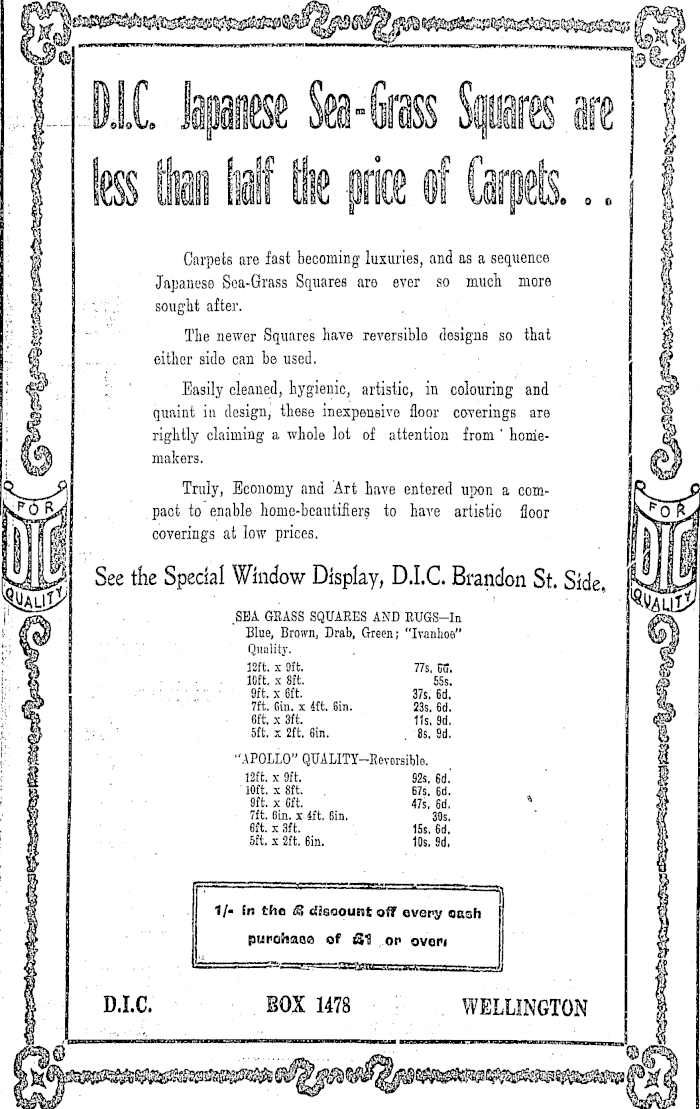 D.I.C. Japanese Sea-Grass Squares are
less than half the price of Carpets. . .
Carpets are fast becoming luxuries, and as a sequence
Japanese Sea-Grass Squares are ever so much more
sought after.
The newer Squares have reversible designs so that
either side can be used.
Easily cleaned, hygienic, artistic, in colouring and
quaint in design, these inexpensive floor coverings are
rightly claiming a whole lot of attention from home-
makers.
Truly, Economy and Art have entered upon a com-
pact to enable home-beautifiers to have artistic floor
coverings at low prices.
FOR
DIC
QUALITY
FOR
DIC
QUALITY
See the Special Window Display, D.I.C. Brandon St. Side.
SEA GRASS SQUARES AND RUGS—In
Blue, Brown, Drab, Green; "Ivanhoe"
Quality.
12ft. x 9ft. 77s. 6d.
10ft. x 8ft. 55s.
9ft. x 6ft. 37s. 6d.
7ft. 6in. x 4ft. 6in. 23s. 6d.
6ft. x 3ft. 11s. 9d.
5ft. x 2ft. 6in. 8s. 9d.
"APOLLO" QUALITY—Reversible.
12ft. x 9ft. 92s. 6d.
10ft. x 8ft. 67s. 6d.
9ft. x 6ft. 47s. 6d.
7ft. 6in. x 4ft. 6in. 30s.
6ft. x 3ft. 15s. 6d.
5ft. x 2ft. 6in. 10s. 9d.
1/- in the £ discount off every cash
purchase of £1 or over:
D.I.C. BOX 1478 WELLINGTON